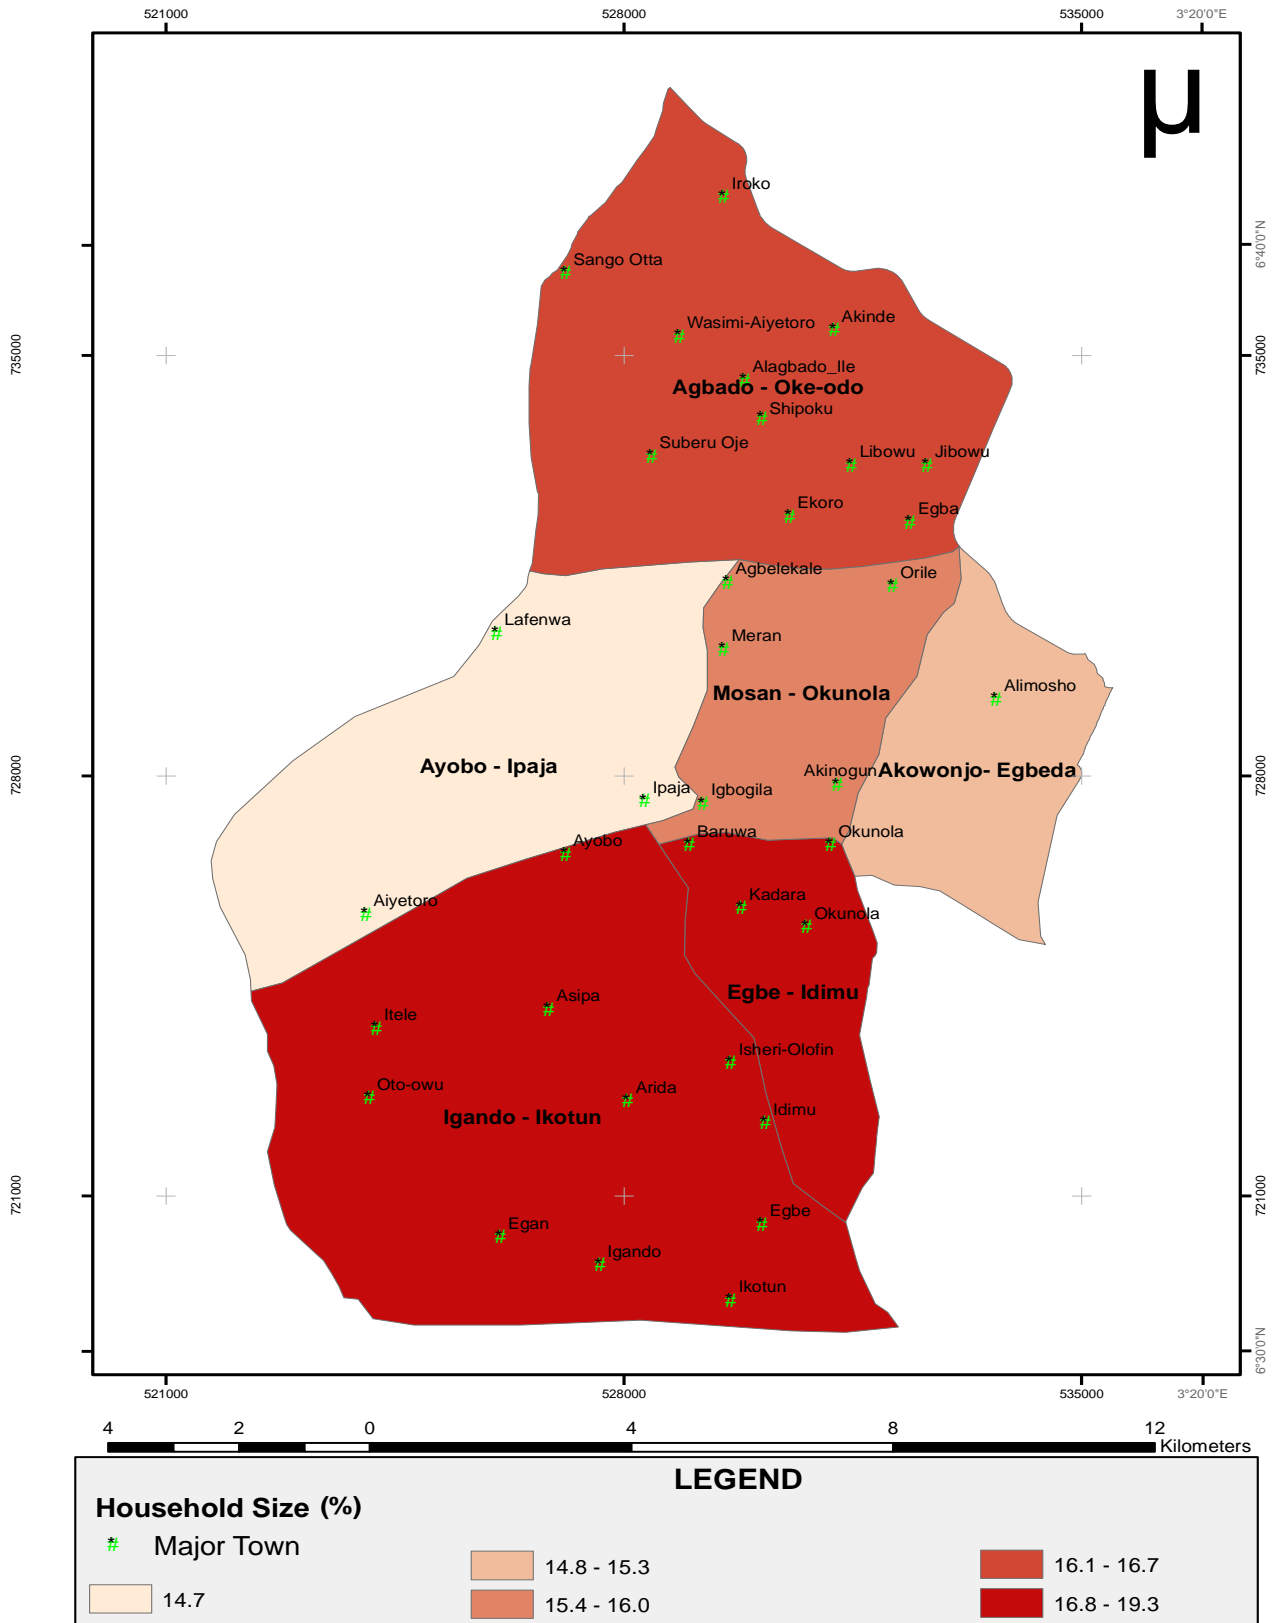 521000 528000 535000 3°20'0"E
µ
Iroko
6°40'0"N
Sango Otta
Wasimi-Aiyetoro
Akinde
735000
735000
Alagbado_Ile
Agbado - Oke-odo
Shipoku
Suberu Oje
Libowu
Jibowu
Ekoro
Egba
Agbelekale
Orile
Lafenwa
Meran
Alimosho
Mosan - Okunola
Ayobo - Ipaja
Akinogun
Akowonjo- Egbeda
728000
728000
Ipaja
Igbogila
Ayobo
Baruwa
Okunola
Aiyetoro
Kadara
Okunola
Egbe - Idimu
Asipa
Itele
Isheri-Olofin
Oto-owu
Arida
Igando - Ikotun
Idimu
721000
721000
Egan
Egbe
Igando
Ikotun
6°30'0"N
521000 528000 535000 3°20'0"E
4 2 0 4 8 12
Kilometers
LEGEND
Household Size (%)
Major Town
14.7
14.8 - 15.3
15.4 - 16.0
16.1 - 16.7
16.8 - 19.3